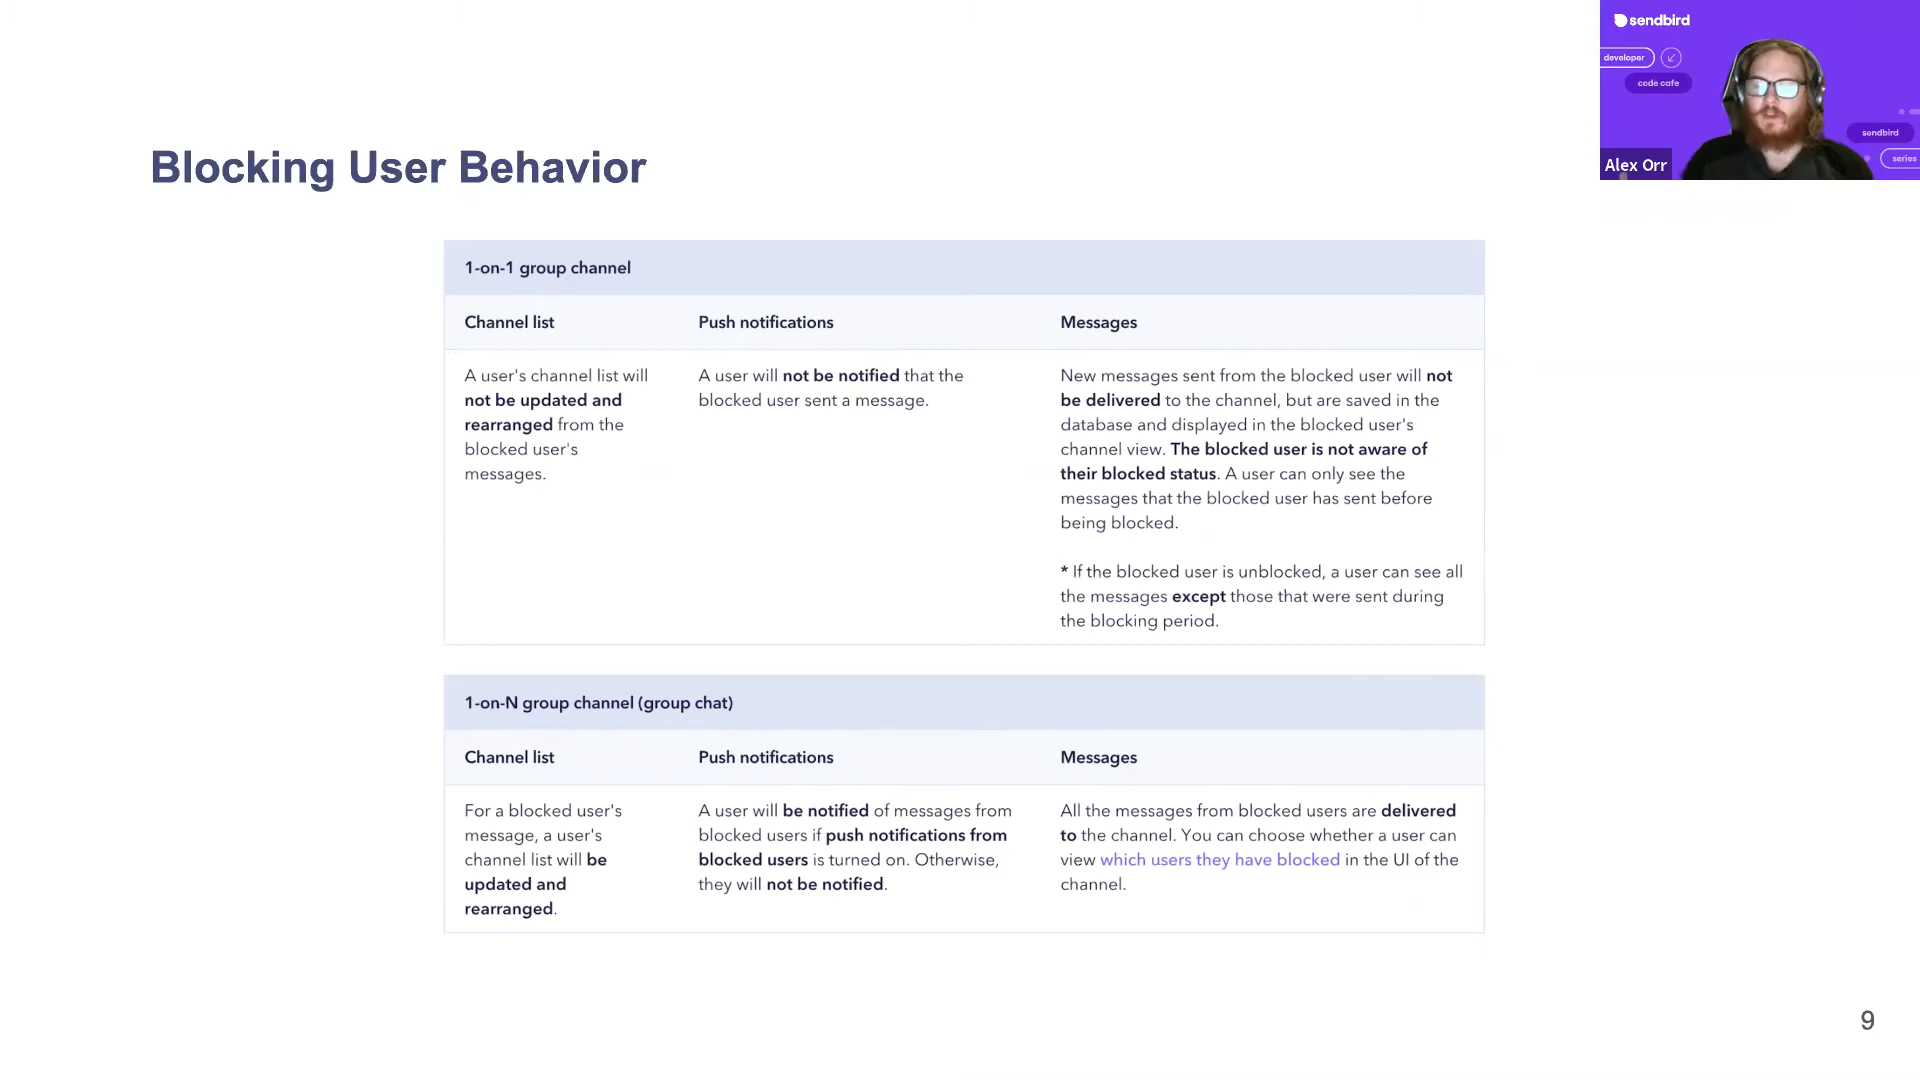 sendbird
developer
code cafe
sendbird
series
Alex Orr
Blocking User Behavior
1-on-1 group channel
Channel list
Push notifications
Messages
A user's channel list will
not be updated and
rearranged from the
blocked user's
messages.
A user will not be notified that the
blocked user sent a message.
New messages sent from the blocked user will not
be delivered to the channel, but are saved in the
database and displayed in the blocked user's
channel view. The blocked user is not aware of
their blocked status. A user can only see the
messages that the blocked user has sent before
being blocked.
* If the blocked user is unblocked, a user can see all
the messages except those that were sent during
the blocking period.
1-on-N group channel (group chat)
Channel list
Push notifications
Messages
For a blocked user's
message, a user's
channel list will be
updated and
rearranged.
A user will be notified of messages from
blocked users if push notifications from
blocked users is turned on. Otherwise,
they will not be notified.
All the messages from blocked users are delivered
to the channel. You can choose whether a user can
view which users they have blocked in the UI of the
channel.
9